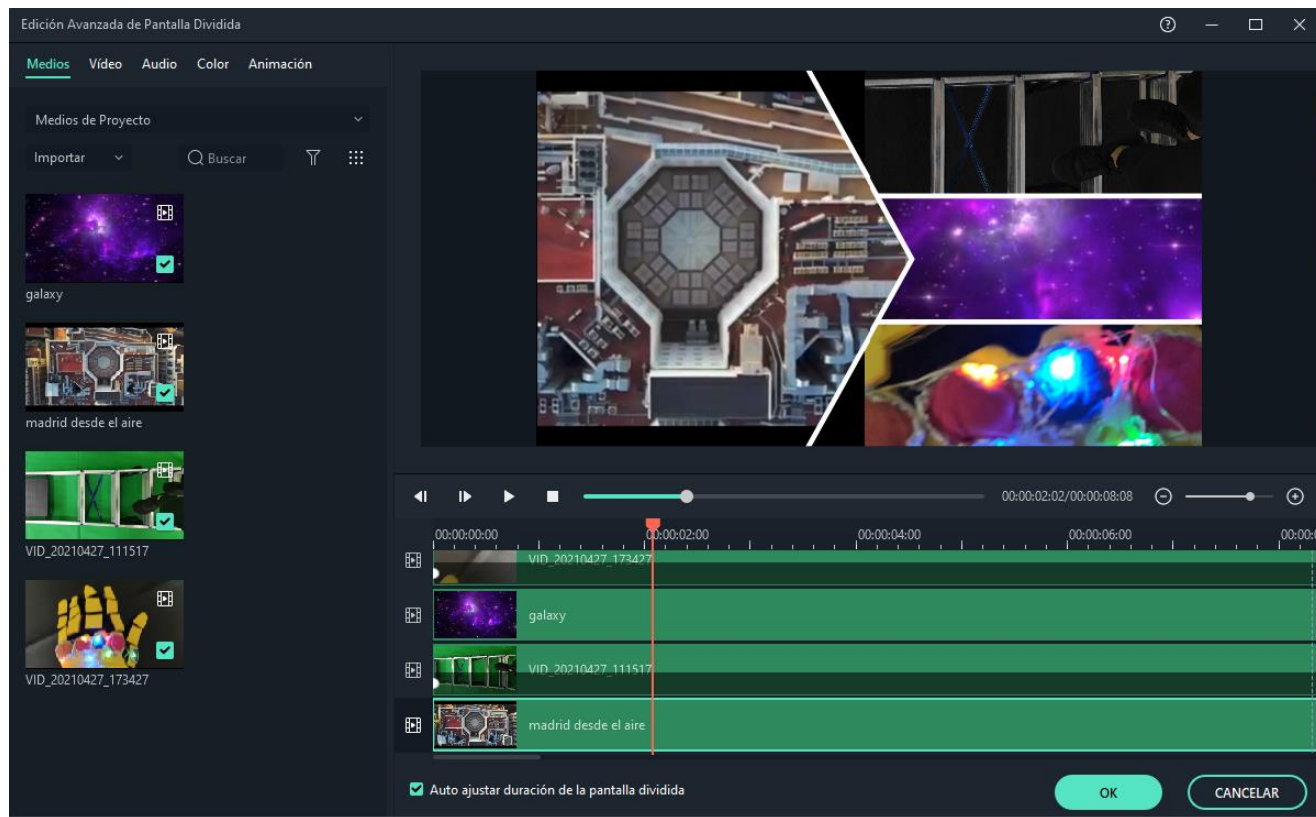 Edición Avanzada de Pantalla Dividida
Medios Vídeo Audio Color Animación
Medios de Proyecto
Importar Buscar
galaxy
madrid desde el aire
VID_20210427_111517
VID_20210427_173427
00:00:02:02/00:00:08:08
00:00:00:00 00:00:02:00 00:00:04:00 00:00:06:00 00:00:
VID_20210427_173427
galaxy
VID_20210427_111517
madrid desde el aire
Auto ajustar duración de la pantalla dividida
OK CANCELAR